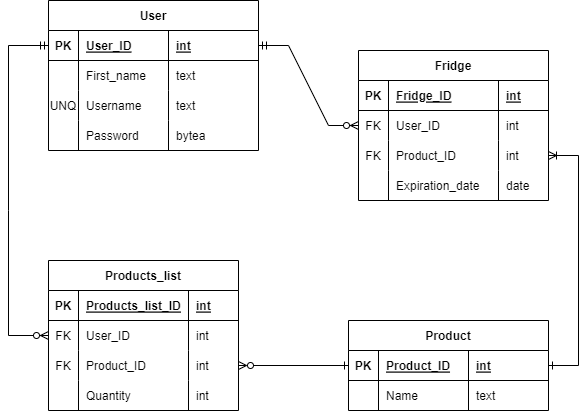 User
PK User_ID int
First_name text
UNQ Username text
Password bytea
Fridge
PK Fridge_ID int
FK User_ID int
FK Product_ID int
Expiration_date date
Products_list
PK Products_list_ID int
FK User_ID int
FK Product_ID int
Quantity int
Product
PK Product_ID int
Name text